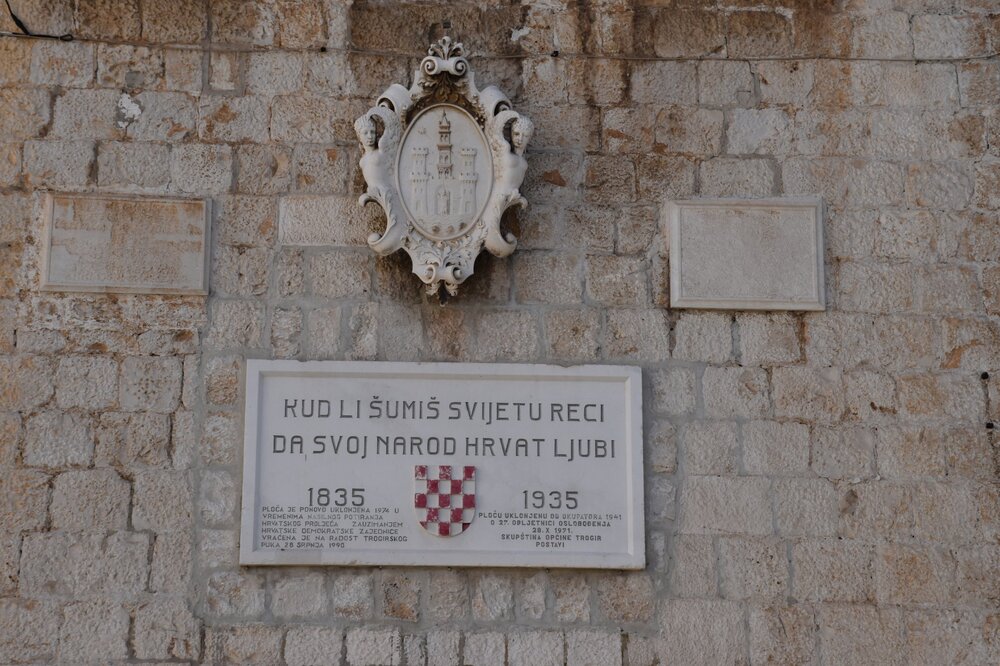 KUD LI ŠUMIŠ SVIJETU RECI
DA SVOJ NAROD HRVAT LJUBI
1835
PLOČA JE PONOVO UKLONJENA 1974 U
VREMENIMA NASILNOG POTIRANJA
HRVATSKOG PROLJEĆA ZAUZIMANJEM
HRVATSKE DEMOKRATSKE ZAJEDNICE
VRAĆENA JE NA RADOST TROGIRSKOG
PUKA 28 SRPNJA 1990
1935
PLOČU UKLONJENU OD OKUPATORA 1941
O 27. OBLJETNICI OSLOBOĐENJA
28.X 1971.
SKUPŠTINA OPĆINE TROGIR
POSTAVI